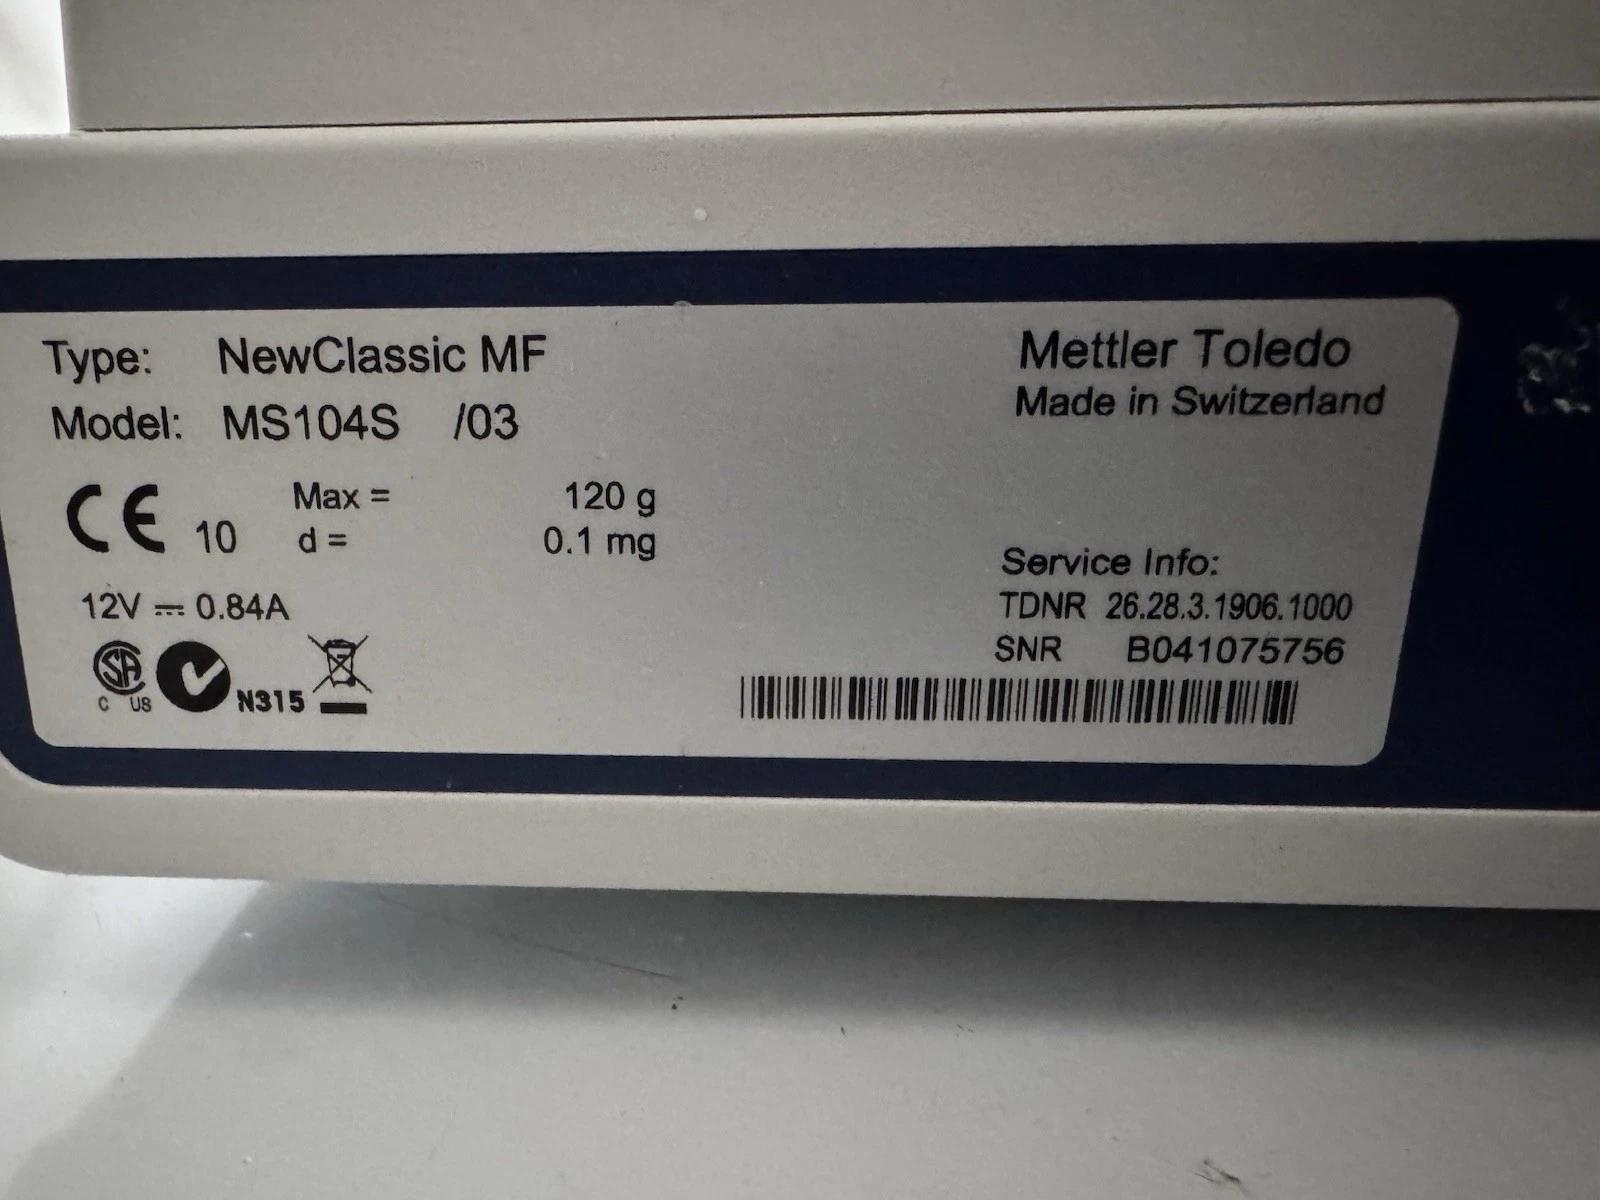 Type: NewClassic MF
Model: MS104S /03
Mettler Toledo
Made in Switzerland
CE 10
Max = 120 g
d = 0.1 mg
12V ⎓ 0.84A
SA
C US
N315
Service Info:
TDNR 26.28.3.1906.1000
SNR B041075756